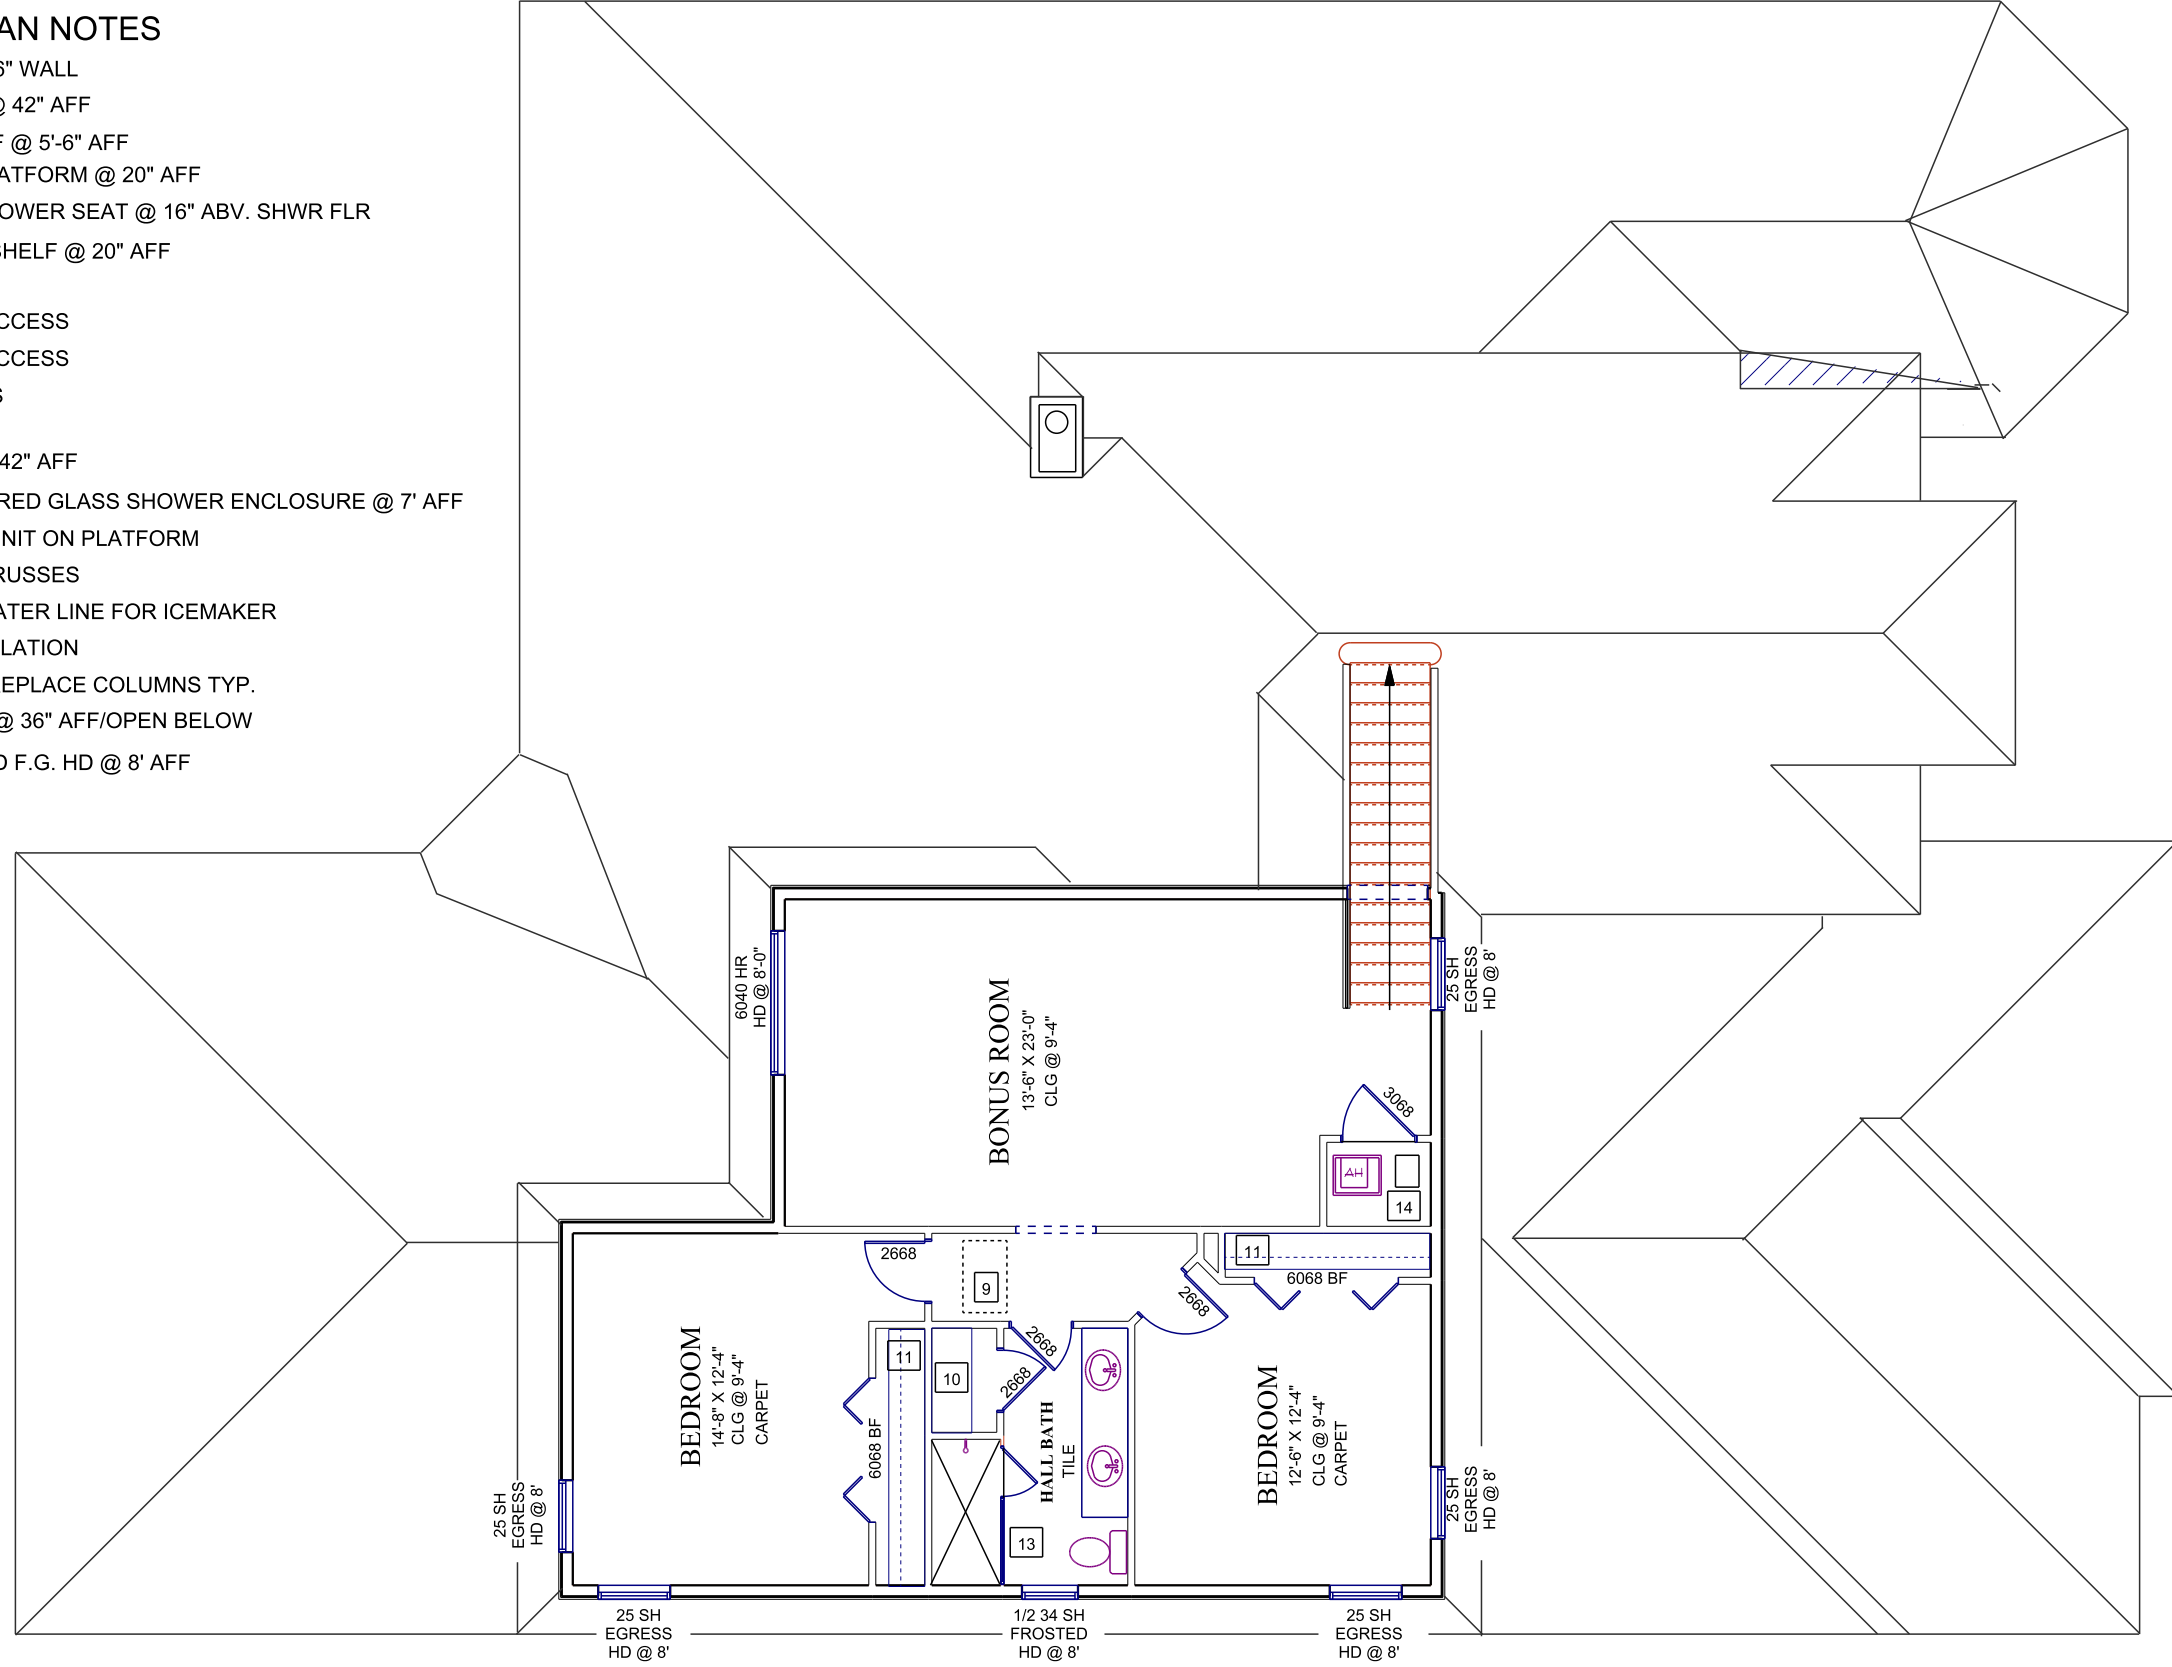 AN NOTES
6" WALL
@ 42" AFF
F @ 5'-6" AFF
ATFORM @ 20" AFF
OWER SEAT @ 16" ABV. SHWR FLR
SHELF @ 20" AFF
CCESS
CCESS
S
42" AFF
RED GLASS SHOWER ENCLOSURE @ 7' AFF
NIT ON PLATFORM
RUSSES
ATER LINE FOR ICEMAKER
LATION
REPLACE COLUMNS TYP.
@ 36" AFF/OPEN BELOW
D F.G. HD @ 8' AFF
6040 HR
HD @ 8'-0"
BONUS ROOM
13'-6" X 23'-0"
CLG @ 9'-4"
25 SH
EGRESS
HD @ 8'
3068
AH
14
2668
9
11
6068 BF
2668
BEDROOM
14'-8" X 12'-4"
CLG @ 9'-4"
CARPET
11
6068 BF
10
2668
2668
HALL BATH
TILE
13
BEDROOM
12'-6" X 12'-4"
CLG @ 9'-4"
CARPET
25 SH
EGRESS
HD @ 8'
25 SH
EGRESS
HD @ 8'
25 SH
EGRESS
HD @ 8'
1/2 34 SH
FROSTED
HD @ 8'
25 SH
EGRESS
HD @ 8'